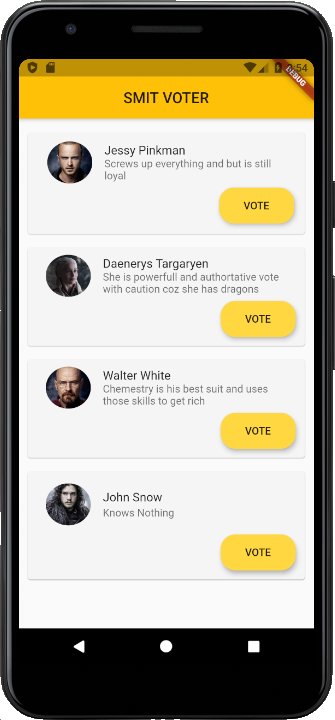 54
DEBUG
SMIT VOTER
Jessy Pinkman
Screws up everything and but is still
loyal
VOTE
Daenerys Targaryen
She is powerfull and authortative vote
with caution coz she has dragons
VOTE
Walter White
Chemestry is his best suit and uses
those skills to get rich
VOTE
John Snow
Knows Nothing
VOTE